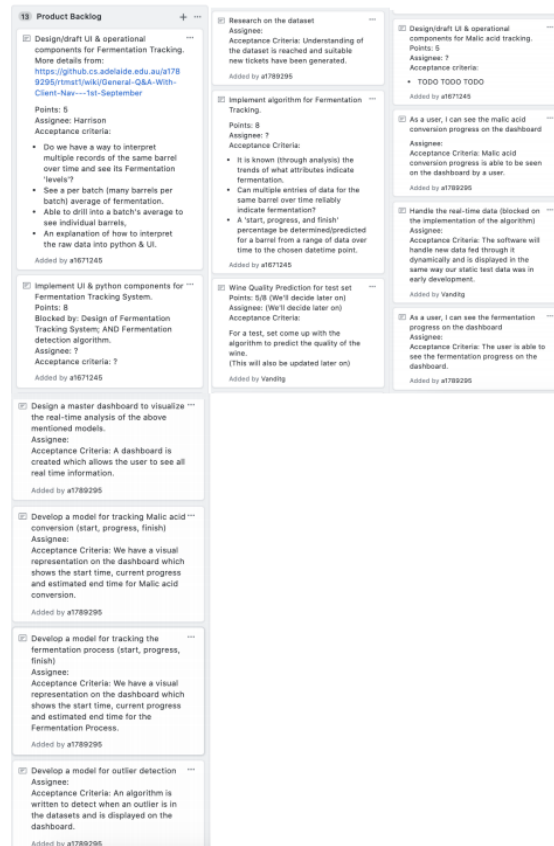 13 Product Backlog
Design/draft UI & operational
components for Fermentation Tracking.
More details from:
https://github.cs.adelaide.edu.au/a178
9295/rtmst1/wiki/General-Q&A-With-
Client-Nav---1st-September
Points: 5
Assignee: Harrison
Acceptance criteria:
• Do we have a way to interpret
multiple records of the same barrel
over time and see its Fermentation
'levels'?
• See a per batch (many barrels per
batch) average of fermentation.
• Able to drill into a batch's average to
see individual barrels,
• An explanation of how to interpret
the raw data into python & UI.
Added by a1671245
Implement UI & python components for
Fermentation Tracking System.
Points: 8
Blocked by: Design of Fermentation
Tracking System; AND Fermentation
detection algorithm.
Assignee: ?
Acceptance criteria: ?
Added by a1671245
Design a master dashboard to visualize
the real-time analysis of the above
mentioned models.
Assignee:
Acceptance Criteria: A dashboard is
created which allows the user to see all
real time information.
Added by a1789295
Develop a model for tracking Malic acid
conversion (start, progress, finish)
Assignee:
Acceptance Criteria: We have a visual
representation on the dashboard which
shows the start time, current progress
and estimated end time for Malic acid
conversion.
Added by a1789295
Develop a model for tracking the
fermentation process (start, progress,
finish)
Assignee:
Acceptance Criteria: We have a visual
representation on the dashboard which
shows the start time, current progress
and estimated end time for the
Fermentation Process.
Added by a1789295
Develop a model for outlier detection
Assignee:
Acceptance Criteria: An algorithm is
written to detect when an outlier is in
the datasets and is displayed on the
dashboard.
Added by a1789295
Research on the dataset
Assignee:
Acceptance Criteria: Understanding of
the dataset is reached and suitable
new tickets have been generated.
Added by a1789295
Implement algorithm for Fermentation
Tracking.
Points: 8
Assignee: ?
Acceptance Criteria:
• It is known (through analysis) the
trends of what attributes indicate
fermentation.
• Can multiple entries of data for the
same barrel over time reliably
indicate fermentation?
• A 'start, progress, and finish'
percentage be determined/predicted
for a barrel from a range of data over
time to the chosen datetime point.
Added by a1671245
Wine Quality Prediction for test set
Points: 5/8 (We'll decide later on)
Assignee: (We'll decide later on)
Acceptance Criteria:
For a test, set come up with the
algorithm to predict the quality of the
wine.
(This will also be updated later on)
Added by Vanditg
Design/draft UI & operational
components for Malic acid tracking.
Points: 5
Assignee: ?
Acceptance criteria:
• TODO TODO TODO
Added by a1671245
As a user, I can see the malic acid
conversion progress on the dashboard
Assignee:
Acceptance Criteria: Malic acid
conversion progress is able to be seen
on the dashboard by a user.
Added by a1789295
Handle the real-time data (blocked on
the implementation of the algorithm)
Assignee:
Acceptance Criteria: The software will
handle new data fed through it
dynamically and is displayed in the
same way our static test data was in
early development.
Added by Vanditg
As a user, I can see the fermentation
progress on the dashboard
Assignee:
Acceptance Criteria: The user is able to
see the fermentation progress on the
dashboard.
Added by a1789295